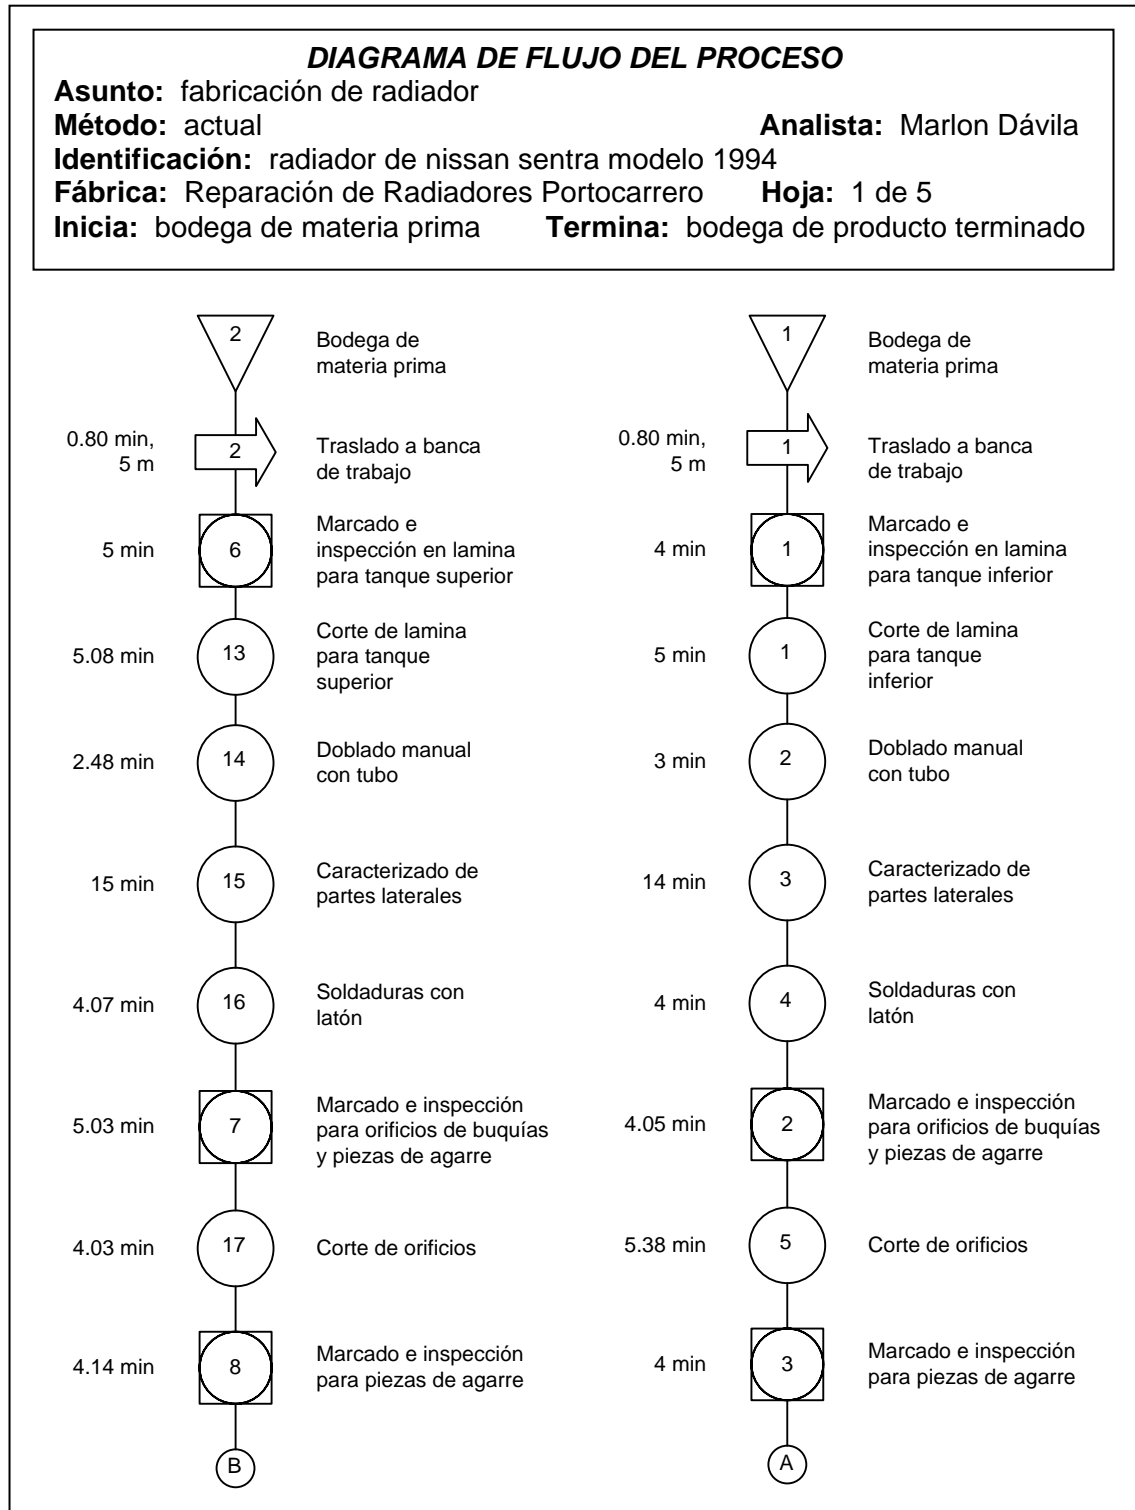 DIAGRAMA DE FLUJO DEL PROCESO
Asunto: fabricación de radiador
Método: actual Analista: Marlon Dávila
Identificación: radiador de nissan sentra modelo 1994
Fábrica: Reparación de Radiadores Portocarrero Hoja: 1 de 5
Inicia: bodega de materia prima Termina: bodega de producto terminado
2
Bodega de
materia prima
0.80 min,
5 m
2
Traslado a banca
de trabajo
5 min
6
Marcado e
inspección en lamina
para tanque superior
5.08 min
13
Corte de lamina
para tanque
superior
2.48 min
14
Doblado manual
con tubo
15 min
15
Caracterizado de
partes laterales
4.07 min
16
Soldaduras con
latón
5.03 min
7
Marcado e inspección
para orificios de buquías
y piezas de agarre
4.03 min
17
Corte de orificios
4.14 min
8
Marcado e inspección
para piezas de agarre
B
1
Bodega de
materia prima
0.80 min,
5 m
1
Traslado a banca
de trabajo
4 min
1
Marcado e
inspección en lamina
para tanque inferior
5 min
1
Corte de lamina
para tanque
inferior
3 min
2
Doblado manual
con tubo
14 min
3
Caracterizado de
partes laterales
4 min
4
Soldaduras con
latón
4.05 min
2
Marcado e inspección
para orificios de buquías
y piezas de agarre
5.38 min
5
Corte de orificios
4 min
3
Marcado e inspección
para piezas de agarre
A